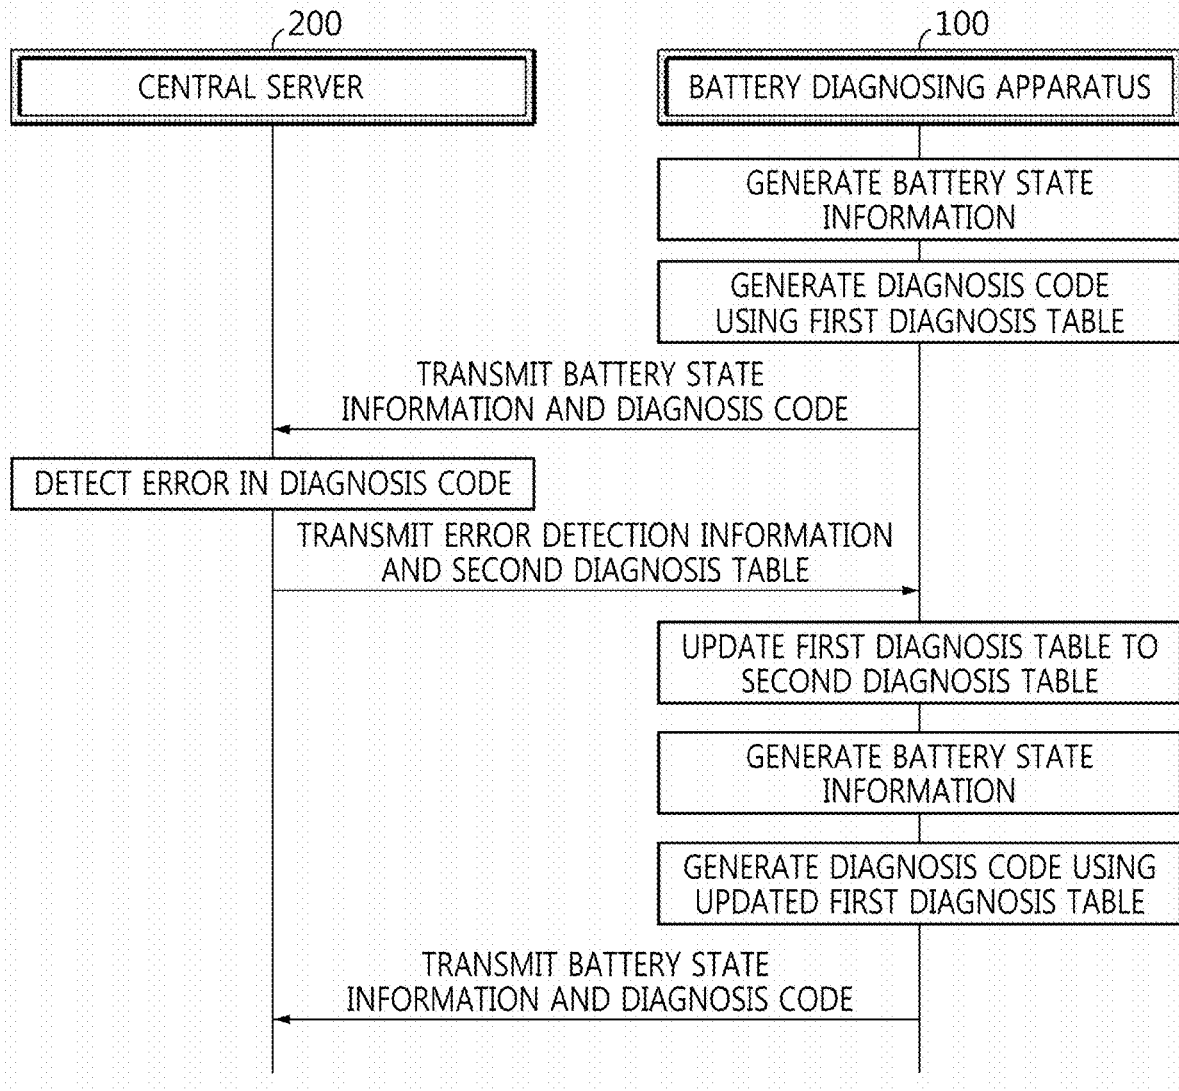 200
100
CENTRAL SERVER
BATTERY DIAGNOSING APPARATUS
GENERATE BATTERY STATE
INFORMATION
GENERATE DIAGNOSIS CODE
USING FIRST DIAGNOSIS TABLE
TRANSMIT BATTERY STATE
INFORMATION AND DIAGNOSIS CODE
DETECT ERROR IN DIAGNOSIS CODE
TRANSMIT ERROR DETECTION INFORMATION
AND SECOND DIAGNOSIS TABLE
UPDATE FIRST DIAGNOSIS TABLE TO
SECOND DIAGNOSIS TABLE
GENERATE BATTERY STATE
INFORMATION
GENERATE DIAGNOSIS CODE USING
UPDATED FIRST DIAGNOSIS TABLE
TRANSMIT BATTERY STATE
INFORMATION AND DIAGNOSIS CODE